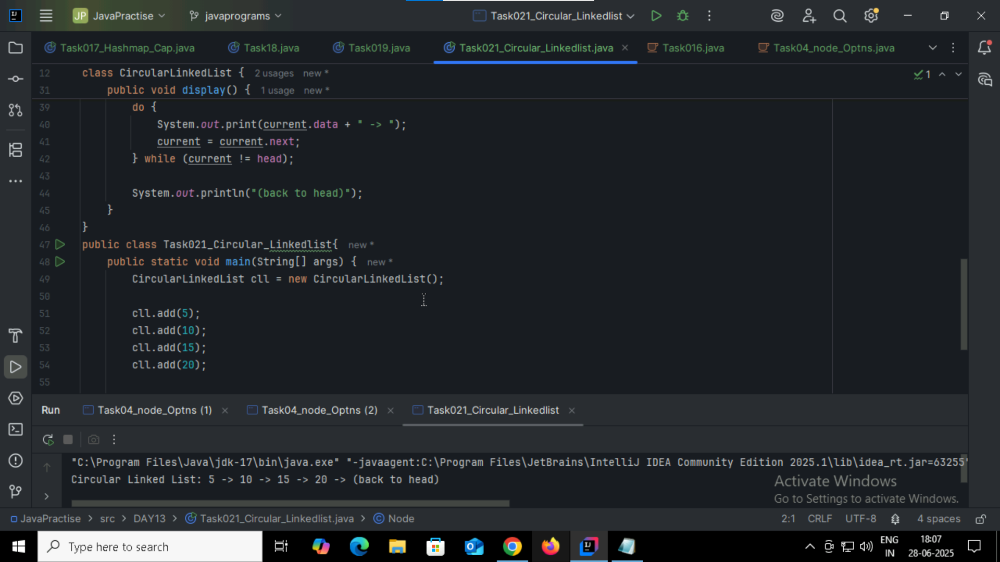 JP JavaPractise javaprograms Task021_Circular_Linkedlist
Task017_Hashmap_Cap.java Task18.java Task019.java Task021_Circular_Linkedlist.java Task016.java Task04_node_Optns.java
12 class CircularLinkedList { 2 usages new *
1
31 public void display() { 1 usage new *
39 do {
40 System.out.print(current.data + " -> ");
41 current = current.next;
42 } while (current != head);
43
44 System.out.println("(back to head)");
45 }
46 }
47 public class Task021_Circular_Linkedlist{ new *
48 public static void main(String[] args) { new *
49 CircularLinkedList cll = new CircularLinkedList();
50
51 cll.add(5);
52 cll.add(10);
53 cll.add(15);
54 cll.add(20);
55
Run Task04_node_Optns (1) Task04_node_Optns (2) Task021_Circular_Linkedlist
"C:\Program Files\Java\jdk-17\bin\java.exe" "-javaagent:C:\Program Files\JetBrains\IntelliJ IDEA Community Edition 2025.1\lib\idea_rt.jar=63255"
Circular Linked List: 5 -> 10 -> 15 -> 20 -> (back to head)
Activate Windows
Go to Settings to activate Windows.
JavaPractise > src > DAY13 > Task021_Circular_Linkedlist.java > Node 2:1 CRLF UTF-8 4 spaces
Type here to search
ENG
IN
18:07
28-06-2025